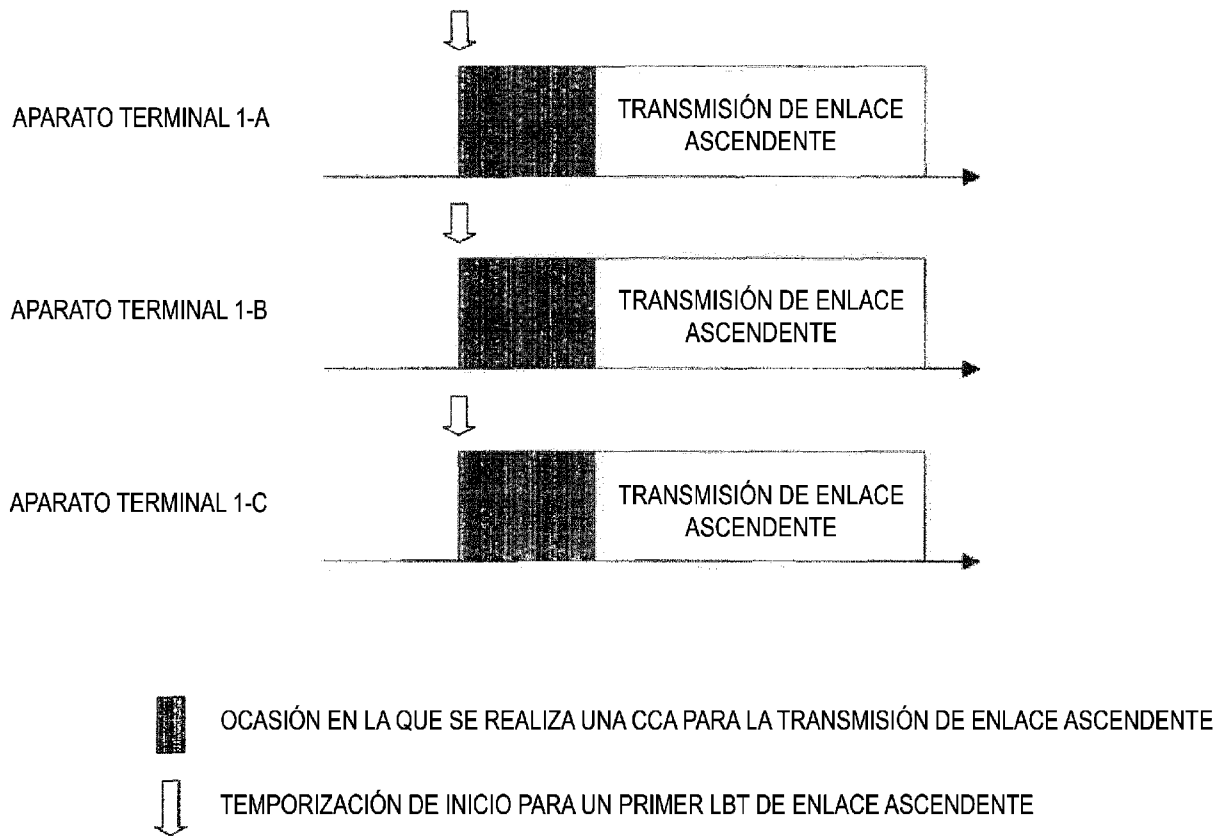 APARATO TERMINAL 1-A
TRANSMISIÓN DE ENLACE
ASCENDENTE
APARATO TERMINAL 1-B
TRANSMISIÓN DE ENLACE
ASCENDENTE
APARATO TERMINAL 1-C
TRANSMISIÓN DE ENLACE
ASCENDENTE
OCASIÓN EN LA QUE SE REALIZA UNA CCA PARA LA TRANSMISIÓN DE ENLACE ASCENDENTE
TEMPORIZACIÓN DE INICIO PARA UN PRIMER LBT DE ENLACE ASCENDENTE